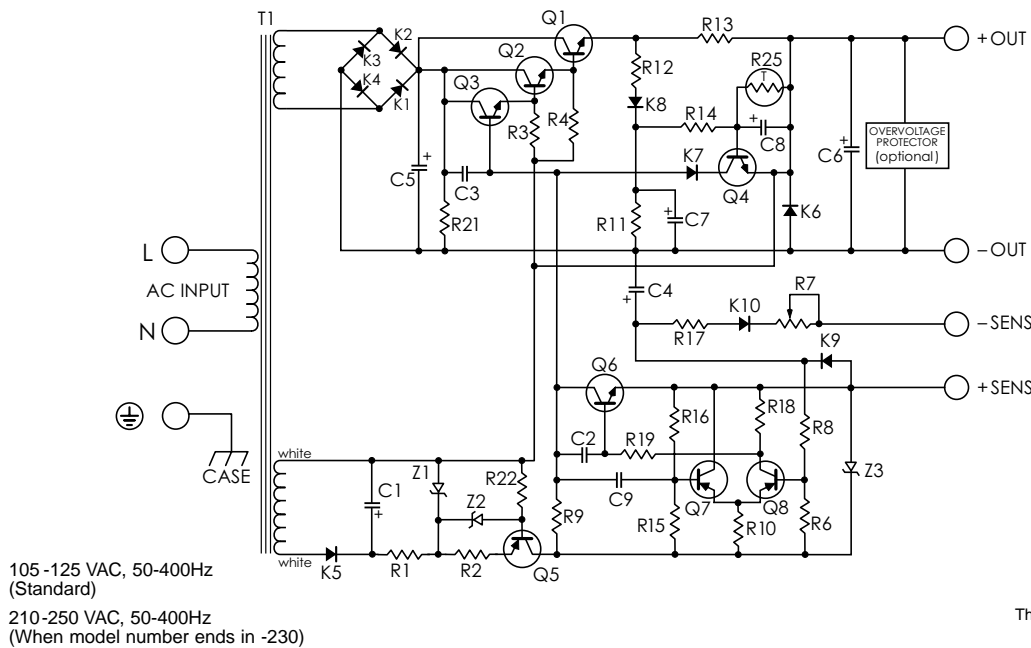 T1
Q1
K2
K3
K4
K1
Q2
Q3
R13
+OUT
R12
R25
T
K8
R14
R3
R4
+
C8
OVERVOLTAGE
PROTECTOR
(optional)
+
C6
+
C5
C3
K7
Q4
R21
R11
+
C7
K6
L
-OUT
AC INPUT
+
C4
K10
R7
N
R17
-SENS
K9
Q6
+SENS
R16
R18
R8
CASE
white
C2
R19
Z1
C1
+
R22
Z2
C9
Z3
R9
R15
Q7
R10
Q8
R6
white
K5
R1
R2
Q5
105-125 VAC, 50-400Hz
(Standard)
210-250 VAC, 50-400Hz
(When model number ends in -230)
Th